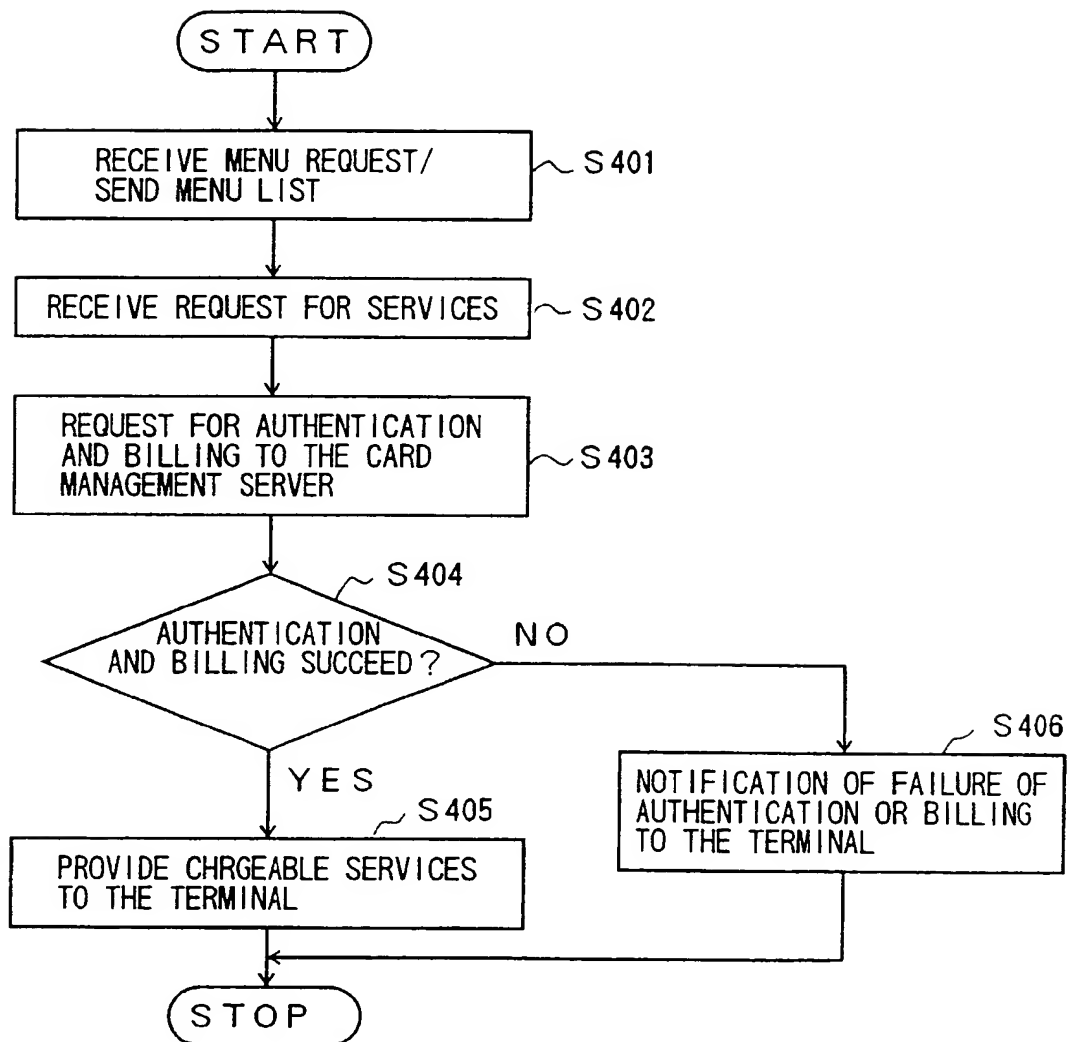 START
RECEIVE MENU REQUEST/
SEND MENU LIST
S401
RECEIVE REQUEST FOR SERVICES
S402
REQUEST FOR AUTHENTICATION
AND BILLING TO THE CARD
MANAGEMENT SERVER
S403
S404
AUTHENTICATION
AND BILLING SUCCEED?
NO
YES
S406
NOTIFICATION OF FAILURE OF
AUTHENTICATION OR BILLING
TO THE TERMINAL
S405
PROVIDE CHRGEABLE SERVICES
TO THE TERMINAL
STOP